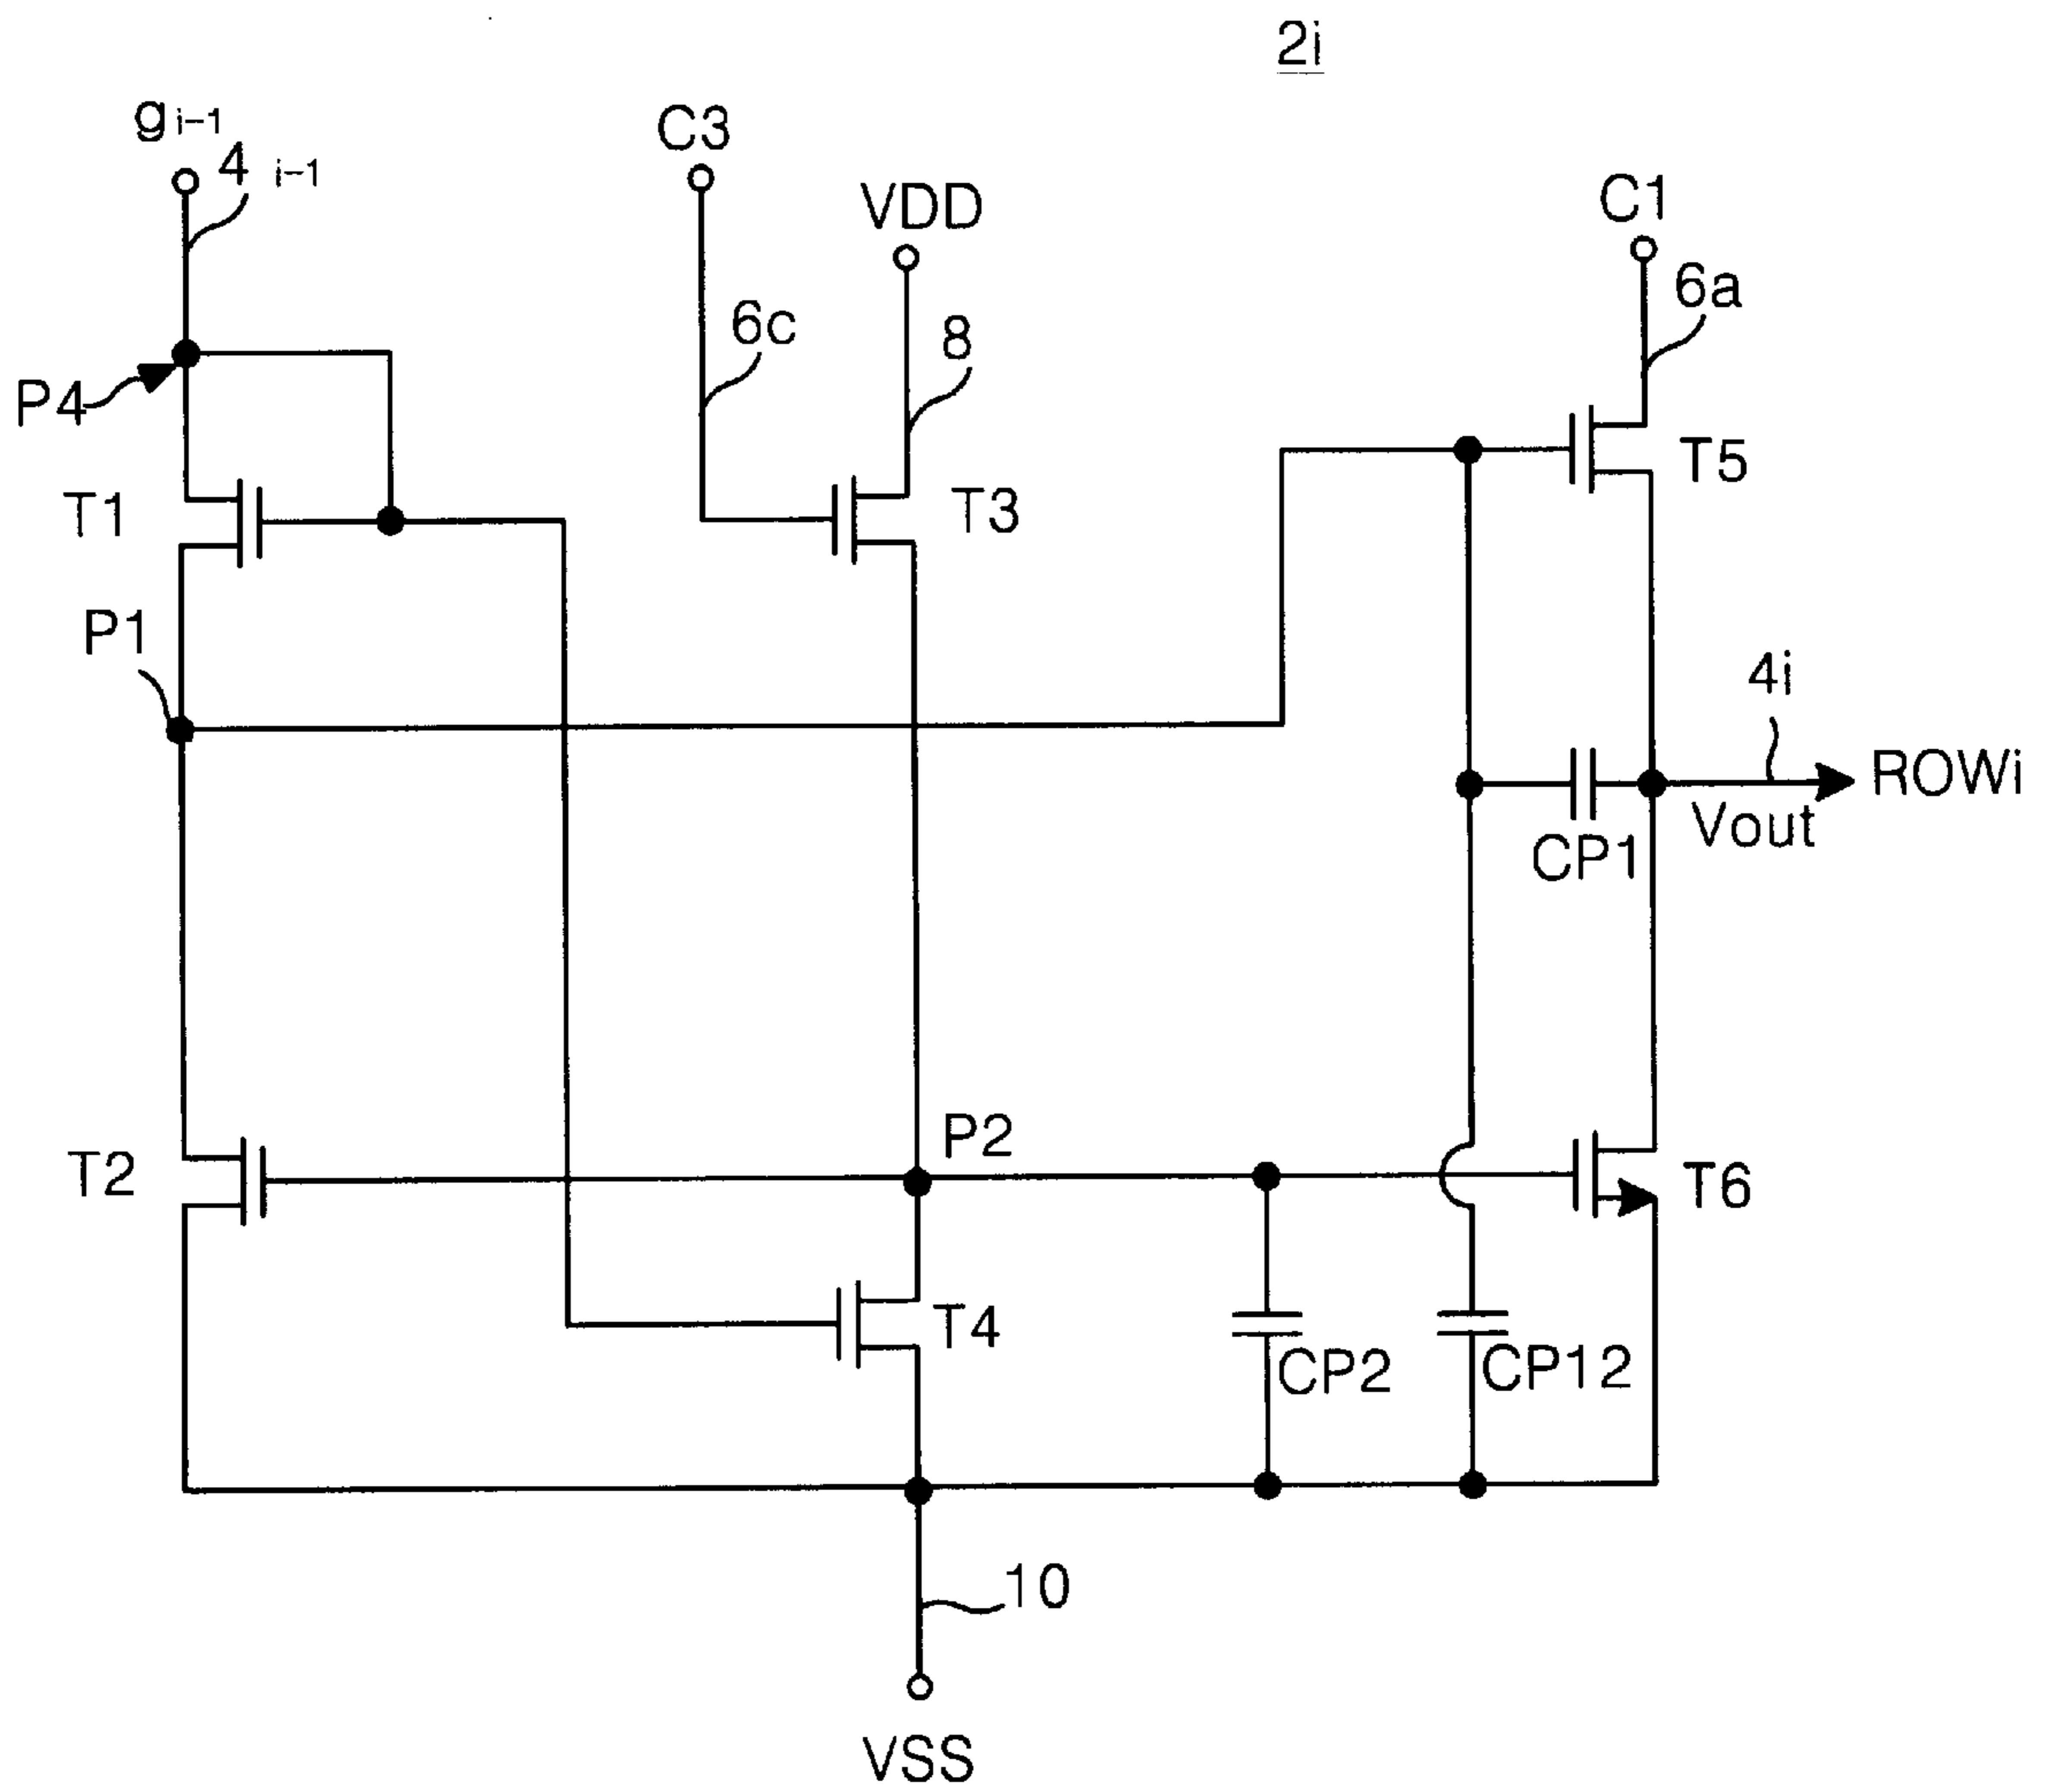 2i
gi-1
4 i-1
C3
VDD
C1
6a
6c
8
P4
T1
T3
T5
P1
4i
ROWi
Vout
CP1
P2
T2
T6
T4
CP2
CP12
10
VSS